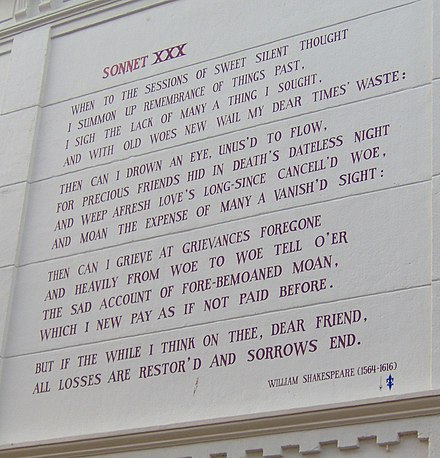 SONNET XXX
WHEN TO THE SESSIONS OF SWEET SILENT THOUGHT
I SUMMON UP REMEMBRANCE OF THINGS PAST,
I SIGH THE LACK OF MANY A THING I SOUGHT,
AND WITH OLD WOES NEW WAIL MY DEAR TIMES' WASTE:
THEN CAN I DROWN AN EYE, UNUS'D TO FLOW,
FOR PRECIOUS FRIENDS HID IN DEATH'S DATELESS NIGHT
AND WEEP AFRESH LOVE'S LONG-SINCE CANCELL'D WOE,
AND MOAN THE EXPENSE OF MANY A VANISH'D SIGHT:
THEN CAN I GRIEVE AT GRIEVANCES FOREGONE
AND HEAVILY FROM WOE TO WOE TELL O'ER
THE SAD ACCOUNT OF FORE-BEMOANED MOAN,
WHICH I NEW PAY AS IF NOT PAID BEFORE.
BUT IF THE WHILE I THINK ON THEE, DEAR FRIEND,
ALL LOSSES ARE RESTOR'D AND SORROWS END.
WILLIAM SHAKESPEARE (1564-1616)